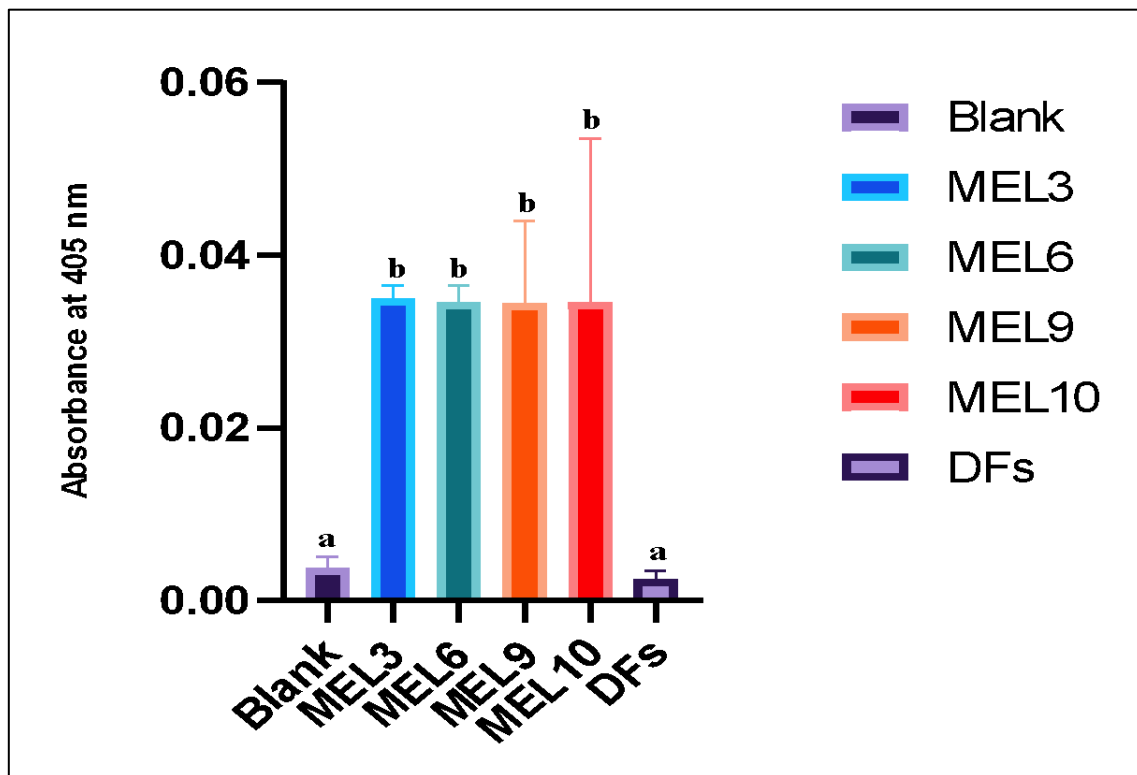 Absorbance at 405 nm
0.06
0.04
0.02
0.00
a
b
b
b
b
a
Blank
MEL3
MEL6
MEL9
MEL10
DFs
Blank
MEL3
MEL6
MEL9
MEL10
DFs